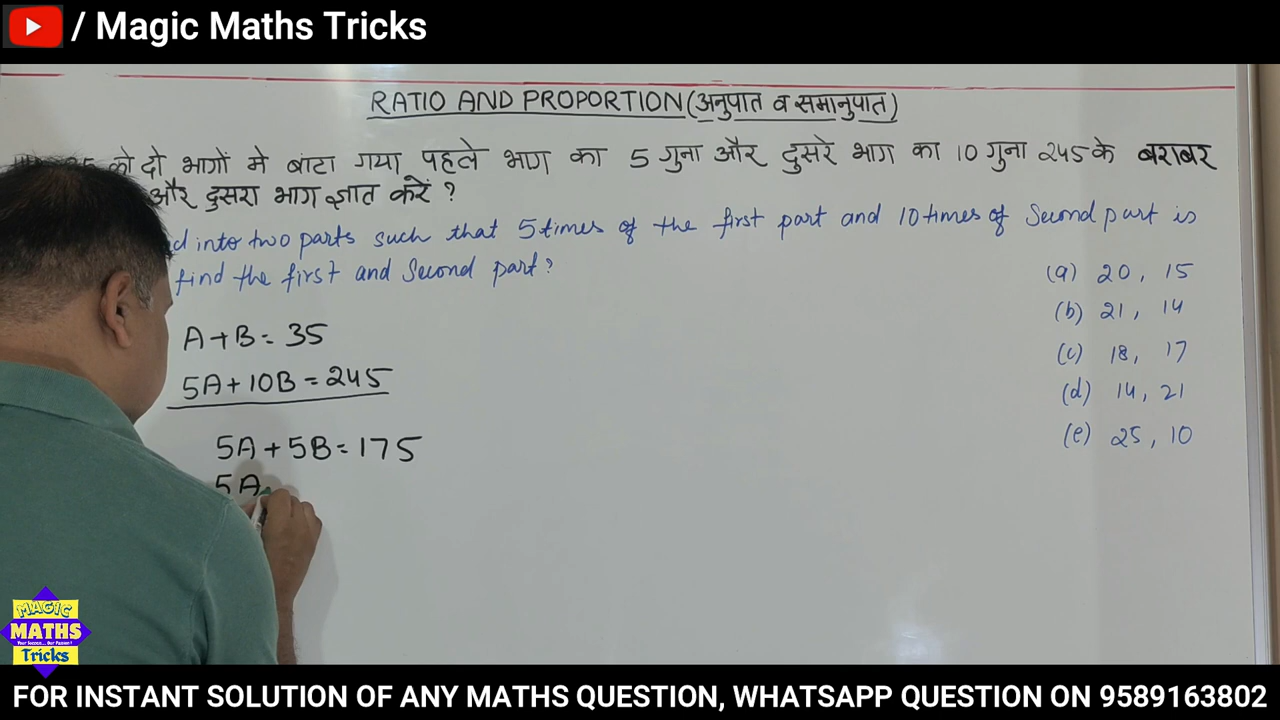 / Magic Maths Tricks
RATIO AND PROPORTION (अनुपात व समानुपात)
को दो भागों मे बांटा गया पहले भाग का 5 गुना और दुसरे भाग का 10 गुना 245 के बराबर
और दुसरा भाग ज्ञात करें ?
into two parts such that 5 times of the first part and 10 times of Second part is
find the first and Second part?
(a) 20, 15
(b) 21, 14
(c) 18, 17
(d) 14, 21
(e) 25, 10
A+B= 35
5A+10B=245
5A+5B=175
5A
MAGIC
MATHS
Tricks
FOR INSTANT SOLUTION OF ANY MATHS QUESTION, WHATSAPP QUESTION ON 9589163802